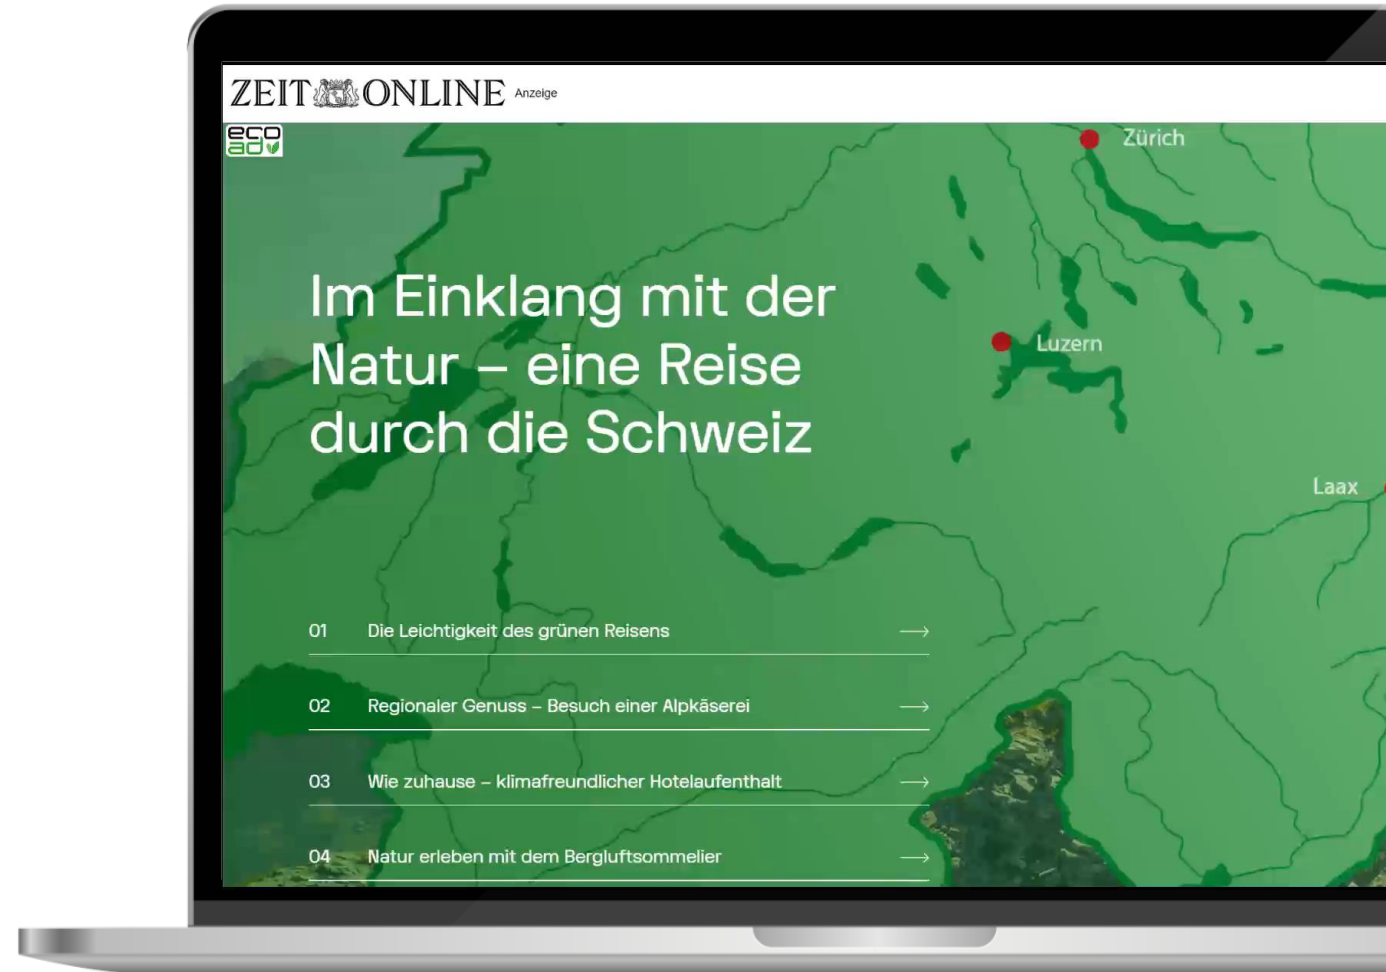 ZEIT ONLINE Anzeige
eco
ad
Zürich
Im Einklang mit der
Natur – eine Reise
durch die Schweiz
Luzern
Laax
01 Die Leichtigkeit des grünen Reisens
02 Regionaler Genuss – Besuch einer Alpkäserei
03 Wie zuhause – klimafreundlicher Hotelaufenthalt
04 Natur erleben mit dem Bergluftsommelier